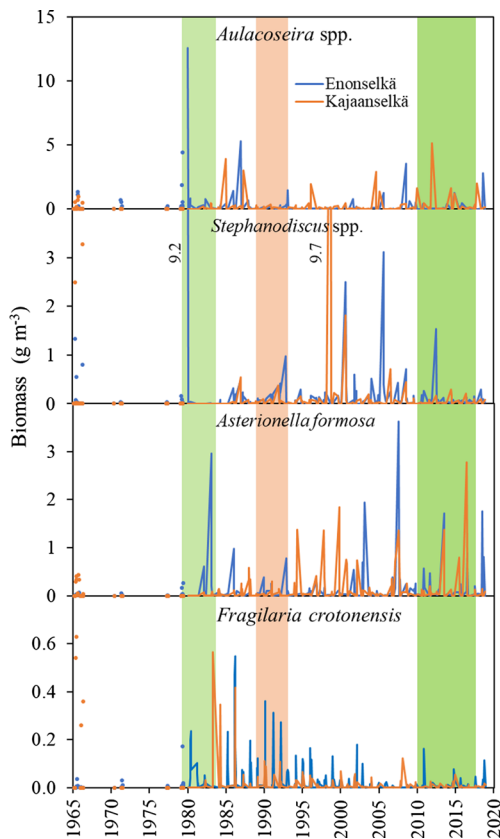 15
Aulacoseira spp.
Enonselkä
Kajaanselkä
10
5
0
Stephanodiscus spp.
9.2
9.7
3
2
1
0
Biomass (g m-3)
Asterionella formosa
3
2
1
0
Fragilaria crotonensis
0.6
0.4
0.2
0.0
1965 1970 1975 1980 1985 1990 1995 2000 2005 2010 2015 2020